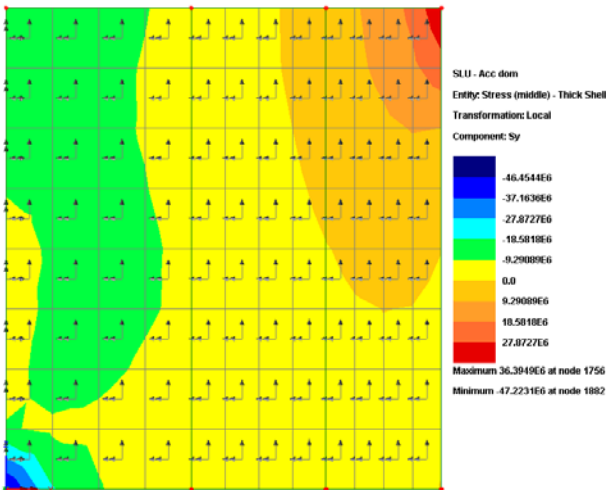 SLU - Acc dom
Entity: Stress (middle) - Thick Shell
Transformation: Local
Component: Sy
-46.4544E6
-37.1636E6
-27.8727E6
-18.5818E6
-9.29089E6
0.0
9.29089E6
18.5818E6
27.8727E6
Maximum 36.3949E6 at node 1756
Minimum -47.2231E6 at node 1882